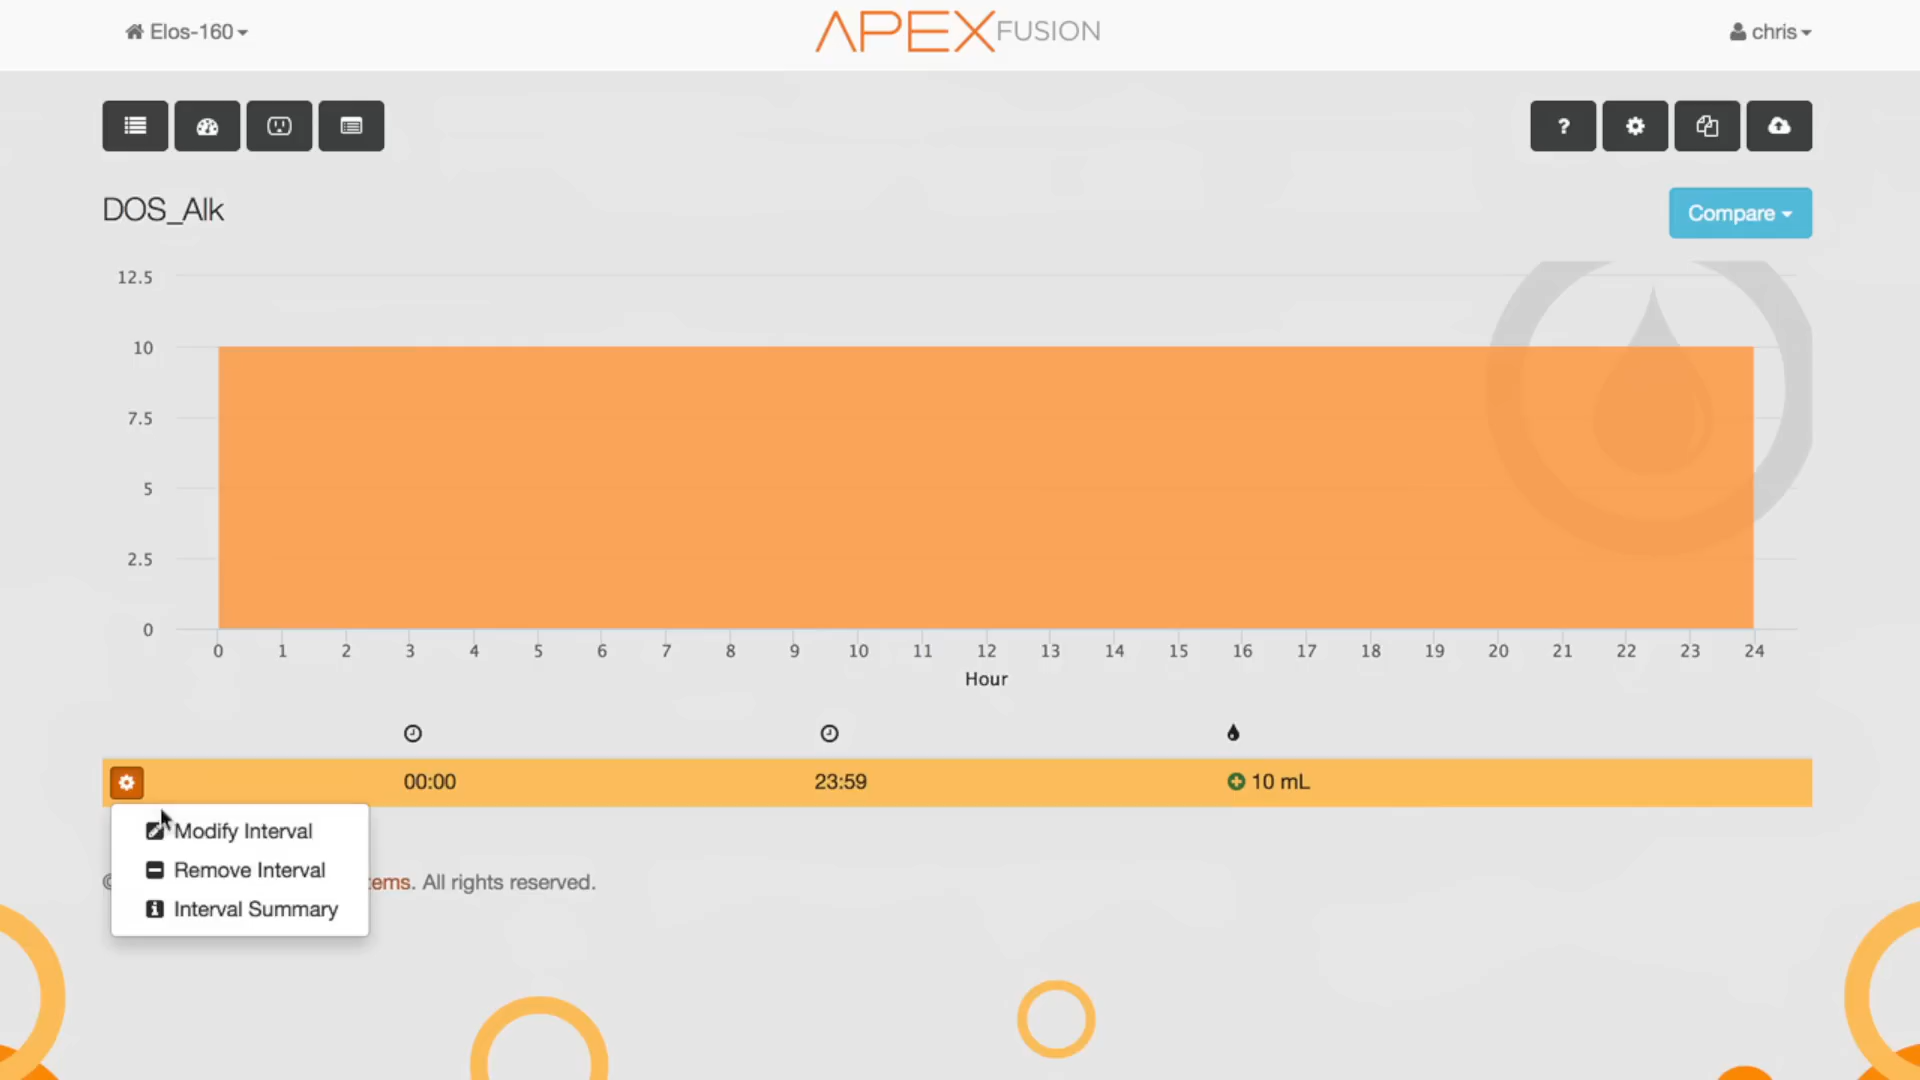 Elos-160
APEX FUSION
chris
?
DOS_Alk
Compare
12.5
10
7.5
5
2.5
0
0 1 2 3 4 5 6 7 8 9 10 11 12 13 14 15 16 17 18 19 20 21 22 23 24
Hour
00:00 23:59 10 mL
Modify Interval
Remove Interval
Interval Summary
. All rights reserved.